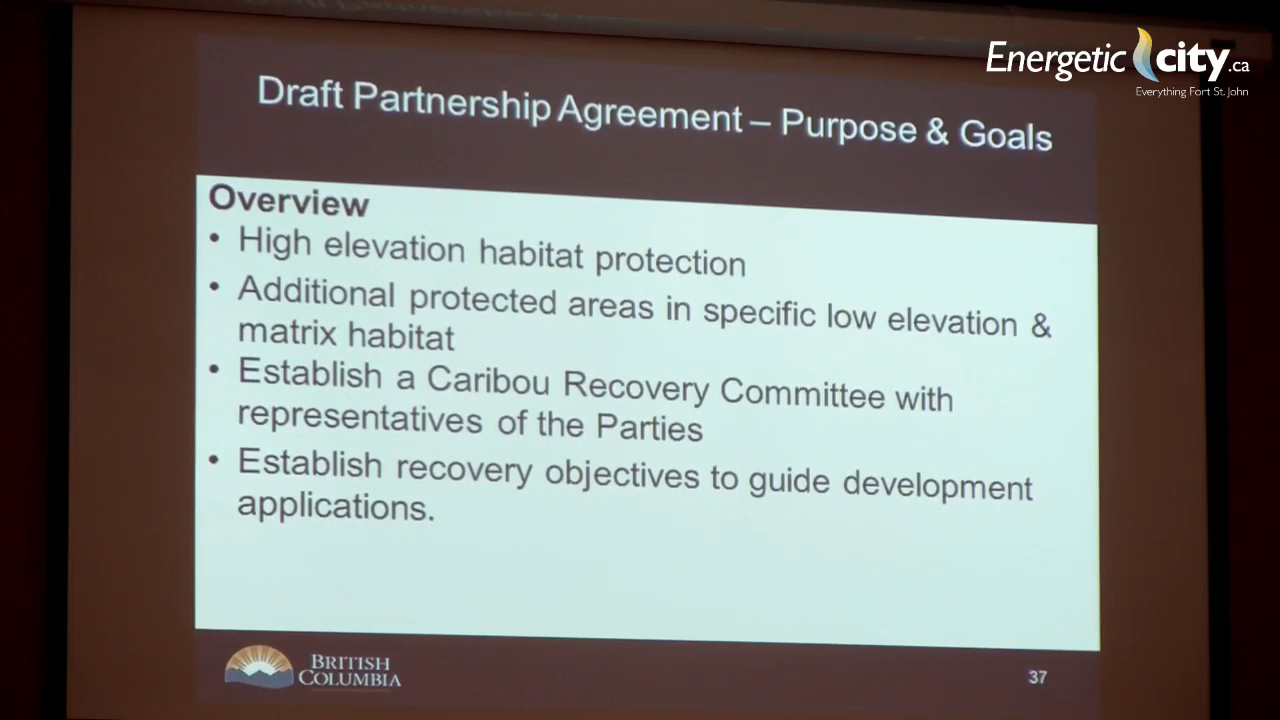 Energetic city.ca
Everything Fort St. John
Draft Partnership Agreement – Purpose & Goals
Overview
• High elevation habitat protection
• Additional protected areas in specific low elevation &
matrix habitat
• Establish a Caribou Recovery Committee with
representatives of the Parties
• Establish recovery objectives to guide development
applications.
BRITISH
COLUMBIA
37